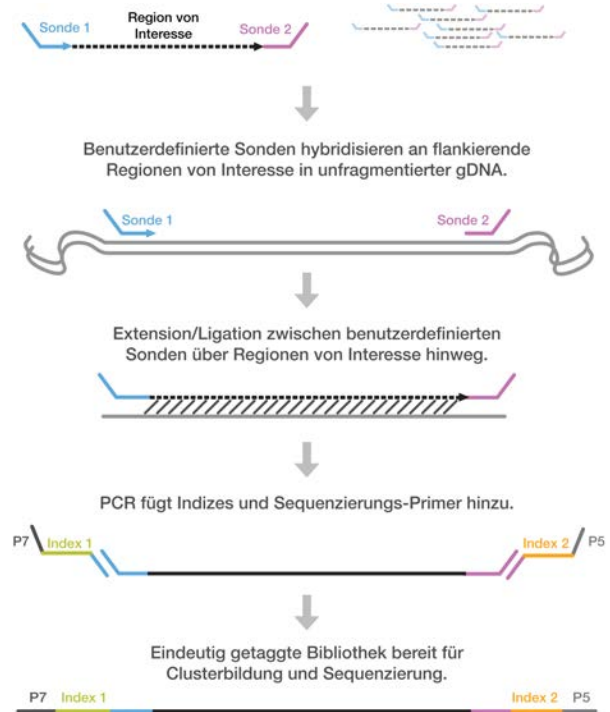 Sonde 1
Region von
Interesse
Sonde 2
Benutzerdefinierte Sonden hybridisieren an flankierende
Regionen von Interesse in unfragmentierter gDNA.
Sonde 1
Sonde 2
Extension/Ligation zwischen benutzerdefinierten
Sonden über Regionen von Interesse hinweg.
PCR fügt Indizes und Sequenzierungs-Primer hinzu.
P7
Index 1
Index 2
P5
Eindeutig getaggte Bibliothek bereit für
Clusterbildung und Sequenzierung.
P7
Index 1
Index 2
P5